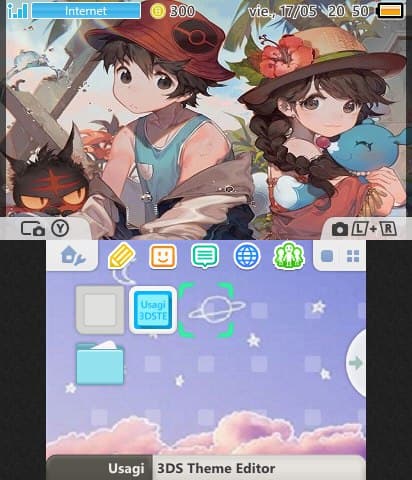 Internet 300 vie., 17/05 20 50
Y L+R
Usagi
3DSTE
Usagi 3DS Theme Editor